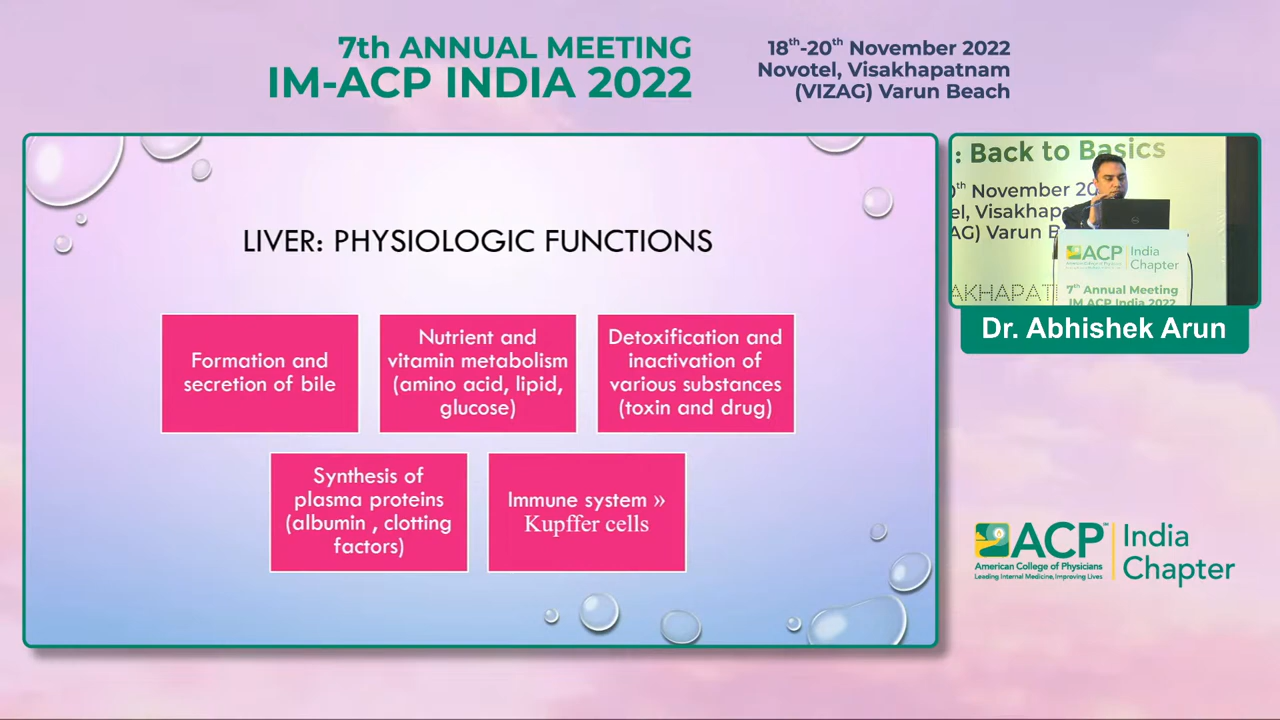 7th ANNUAL MEETING
IM-ACP INDIA 2022
18th-20th November 2022
Novotel, Visakhapatnam
(VIZAG) Varun Beach
LIVER: PHYSIOLOGIC FUNCTIONS
Formation and
secretion of bile
Nutrient and
vitamin metabolism
(amino acid, lipid,
glucose)
Detoxification and
inactivation of
various substances
(toxin and drug)
Synthesis of
plasma proteins
(albumin , clotting
factors)
Immune system »
Kupffer cells
: Back to Basics
0th November 20
el, Visakhapa
AG) Varun B
AKHAPAT
ACP India
Chapter
7th Annual Meeting
IM ACP India 2022
Dr. Abhishek Arun
ACP™
American College of Physicians
Leading Internal Medicine, Improving Lives
India
Chapter